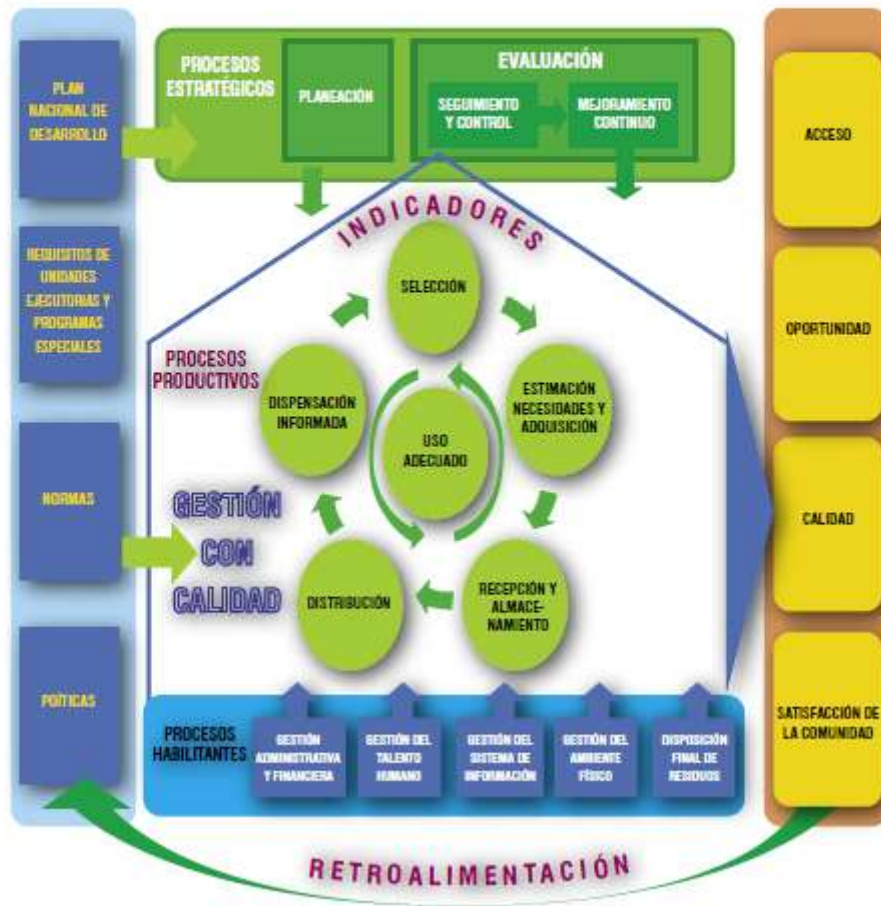 PLAN
NACIONAL DE
DESARROLLO
REQUISITOS DE
UNIDADES
EJECUTORIAS Y
PROGRAMAS
ESPECIALES
NORMAS
POÍTICAS
PROCESOS
ESTRATÉGICOS
PLANEACIÓN
EVALUACIÓN
SEGUIMIENTO
Y CONTROL
MEJORAMIENTO
CONTINUO
INDICADORES
PROCESOS
PRODUCTIVOS
SELECCIÓN
ESTIMACIÓN
NECESIDADES Y
ADQUISICIÓN
RECEPCIÓN Y
ALMACE-
NAMIENTO
DISTRIBUCIÓN
DISPENSACIÓN
INFORMADA
USO
ADECUADO
GESTIÓN
CON
CALIDAD
PROCESOS
HABILITANTES
GESTIÓN
ADMINISTRATIVA
Y FINANCIERA
GESTIÓN DEL
TALENTO
HUMANO
GESTIÓN DEL
SISTEMA DE
INFORMACIÓN
GESTIÓN DEL
AMBIENTE
FÍSICO
DISPOSICIÓN
FINAL DE
RESIDUOS
ACCESO
OPORTUNIDAD
CALIDAD
SATISFACCIÓN DE
LA COMUNIDAD
RETROALIMENTACIÓN